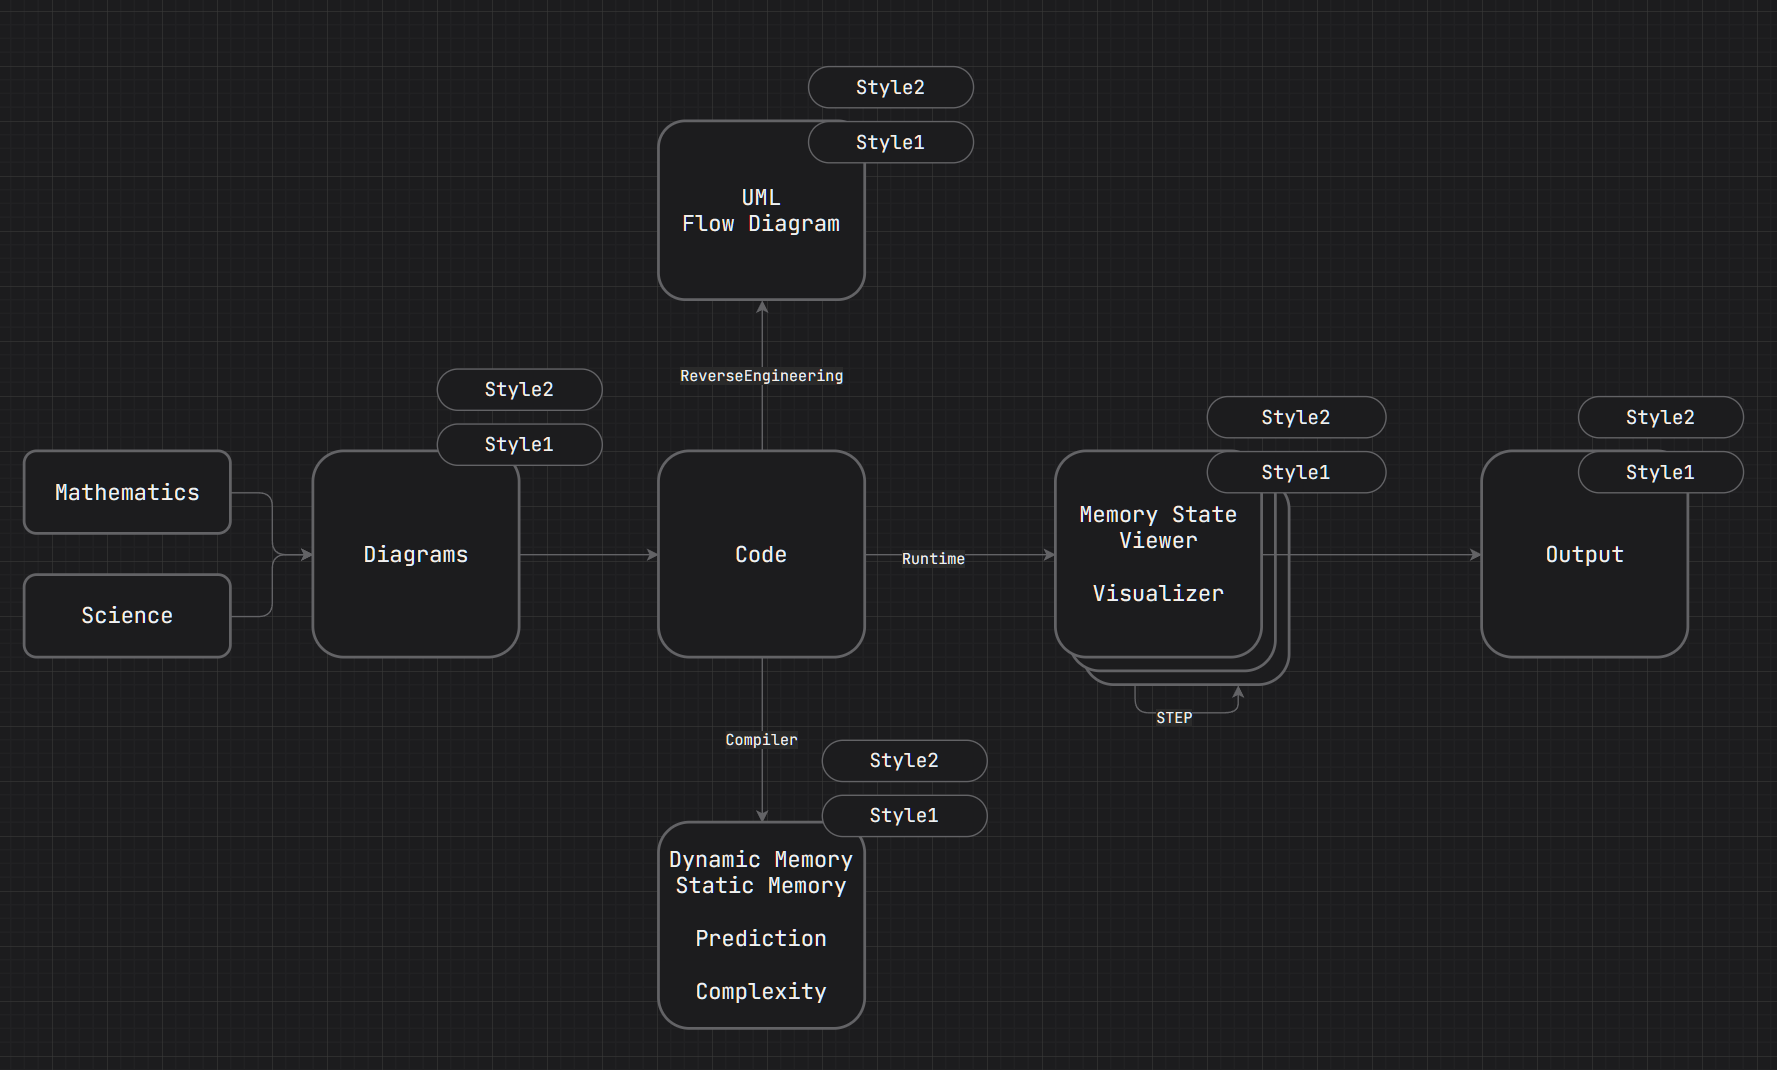 Style2
Style1
UML
Flow Diagram
ReverseEngineering
Style2
Style1
Mathematics
Science
Diagrams
Code
Runtime
Style2
Style1
Memory State
Viewer
Visualizer
STEP
Style2
Style1
Output
Compiler
Style2
Style1
Dynamic Memory
Static Memory
Prediction
Complexity